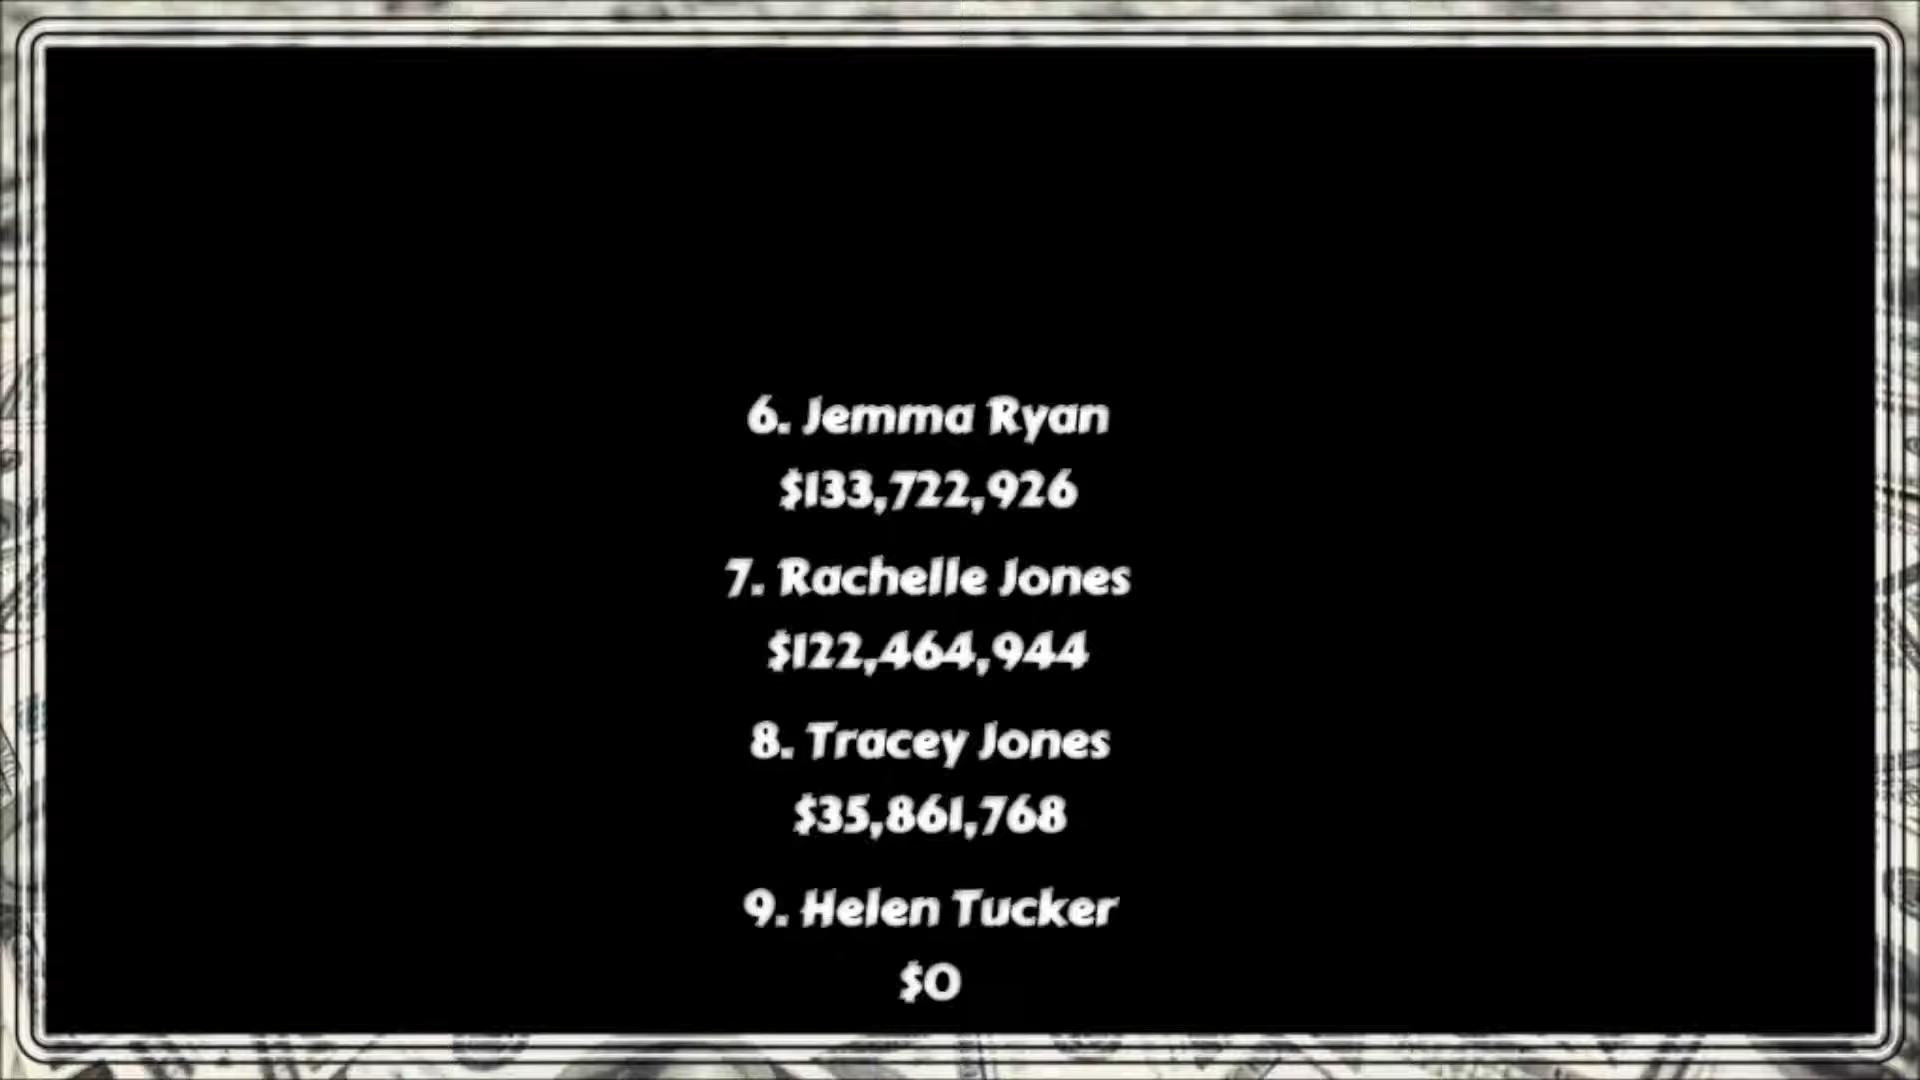 6. Jemma Ryan
$133,722,926
7. Rachelle Jones
$122,464,944
8. Tracey Jones
$35,861,768
9. Helen Tucker
$0